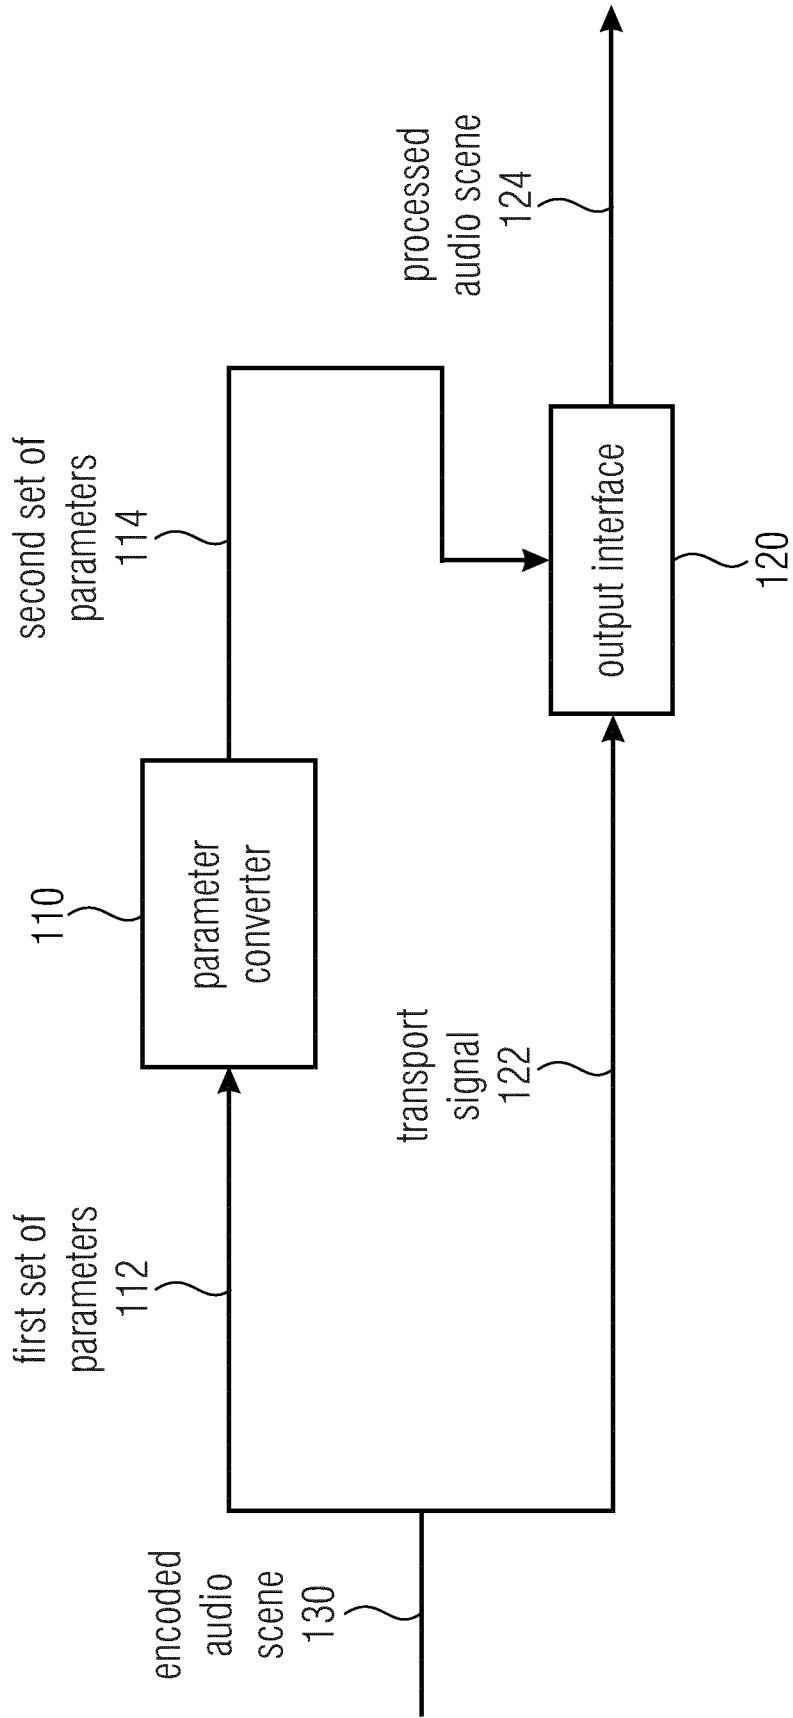 encoded
audio
scene
130
first set of
parameters
112
110
parameter
converter
second set of
parameters
114
transport
signal
122
output interface
120
processed
audio scene
124